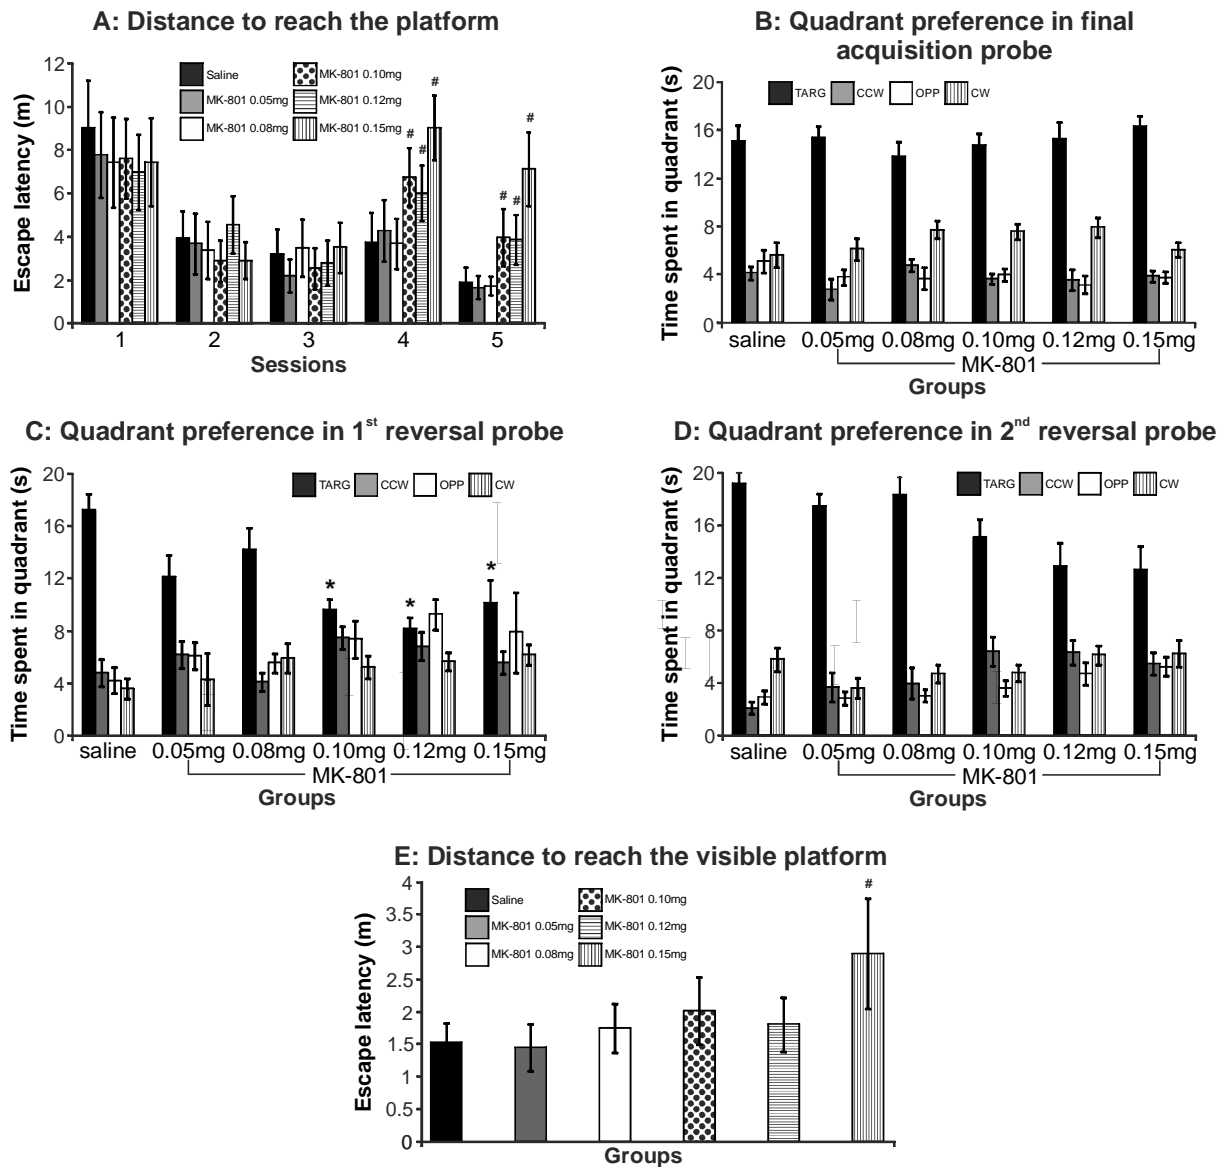 A: Distance to reach the platform
Escape latency (m)
12
10
8
6
4
2
0
Saline
MK-801 0.05mg
MK-801 0.08mg
MK-801 0.10mg
MK-801 0.12mg
MK-801 0.15mg
# # # # # #
1 2 3 4 5
Sessions
B: Quadrant preference in final
acquisition probe
Time spent in quadrant (s)
20
16
12
8
4
0
TARG CCW OPP CW
saline 0.05mg 0.08mg 0.10mg 0.12mg 0.15mg
MK-801
Groups
C: Quadrant preference in 1st reversal probe
Time spent in quadrant (s)
20
16
12
8
4
0
TARG CCW OPP CW
* * *
saline 0.05mg 0.08mg 0.10mg 0.12mg 0.15mg
MK-801
Groups
D: Quadrant preference in 2nd reversal probe
Time spent in quadrant (s)
20
16
12
8
4
0
TARG CCW OPP CW
saline 0.05mg 0.08mg 0.10mg 0.12mg 0.15mg
MK-801
Groups
E: Distance to reach the visible platform
Escape latency (m)
4
3.5
3
2.5
2
1.5
1
0.5
0
Saline
MK-801 0.05mg
MK-801 0.08mg
MK-801 0.10mg
MK-801 0.12mg
MK-801 0.15mg
#
Groups